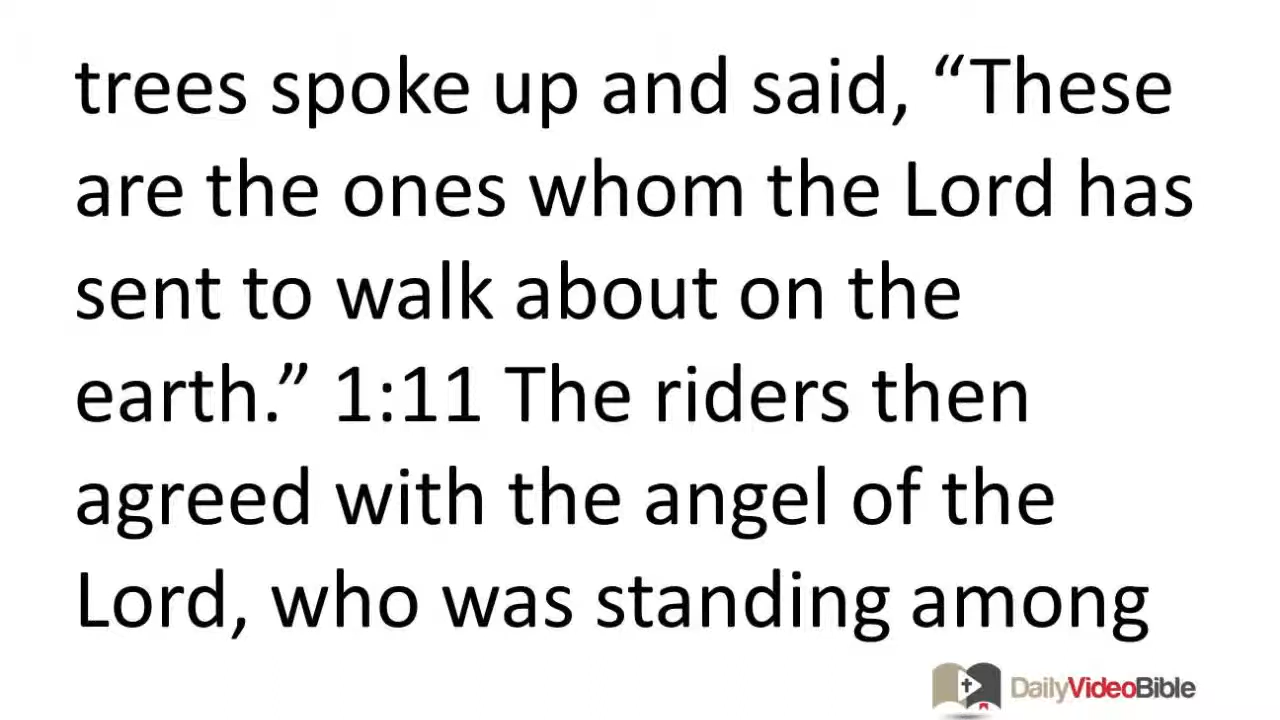 trees spoke up and said, “These
are the ones whom the Lord has
sent to walk about on the
earth.” 1:11 The riders then
agreed with the angel of the
Lord, who was standing among
DailyVideoBible